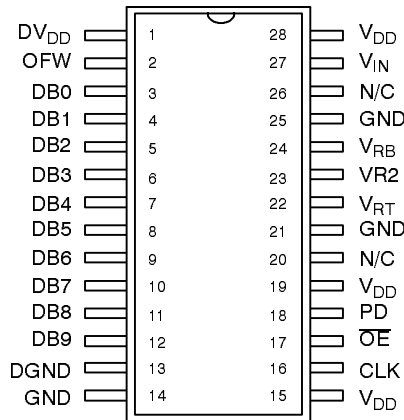 DVDD 1 28 VDD
OFW 2 27 VIN
DB0 3 26 N/C
DB1 4 25 GND
DB2 5 24 VRB
DB3 6 23 VR2
DB4 7 22 VRT
DB5 8 21 GND
DB6 9 20 N/C
DB7 10 19 VDD
DB8 11 18 PD
DB9 12 17 OE
DGND 13 16 CLK
GND 14 15 VDD